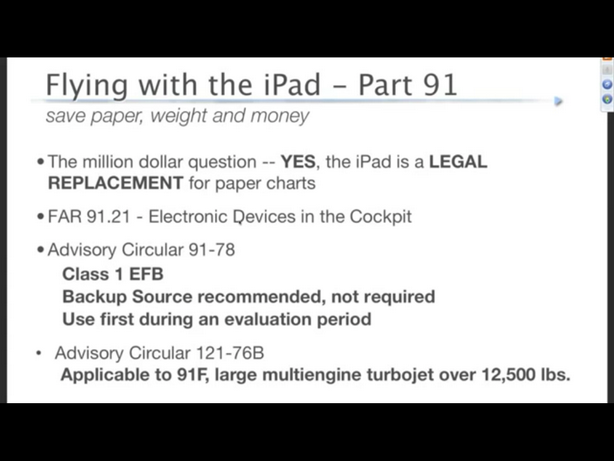 Flying with the iPad – Part 91
save paper, weight and money
• The million dollar question -- YES, the iPad is a LEGAL
REPLACEMENT for paper charts
• FAR 91.21 - Electronic Devices in the Cockpit
• Advisory Circular 91-78
Class 1 EFB
Backup Source recommended, not required
Use first during an evaluation period
• Advisory Circular 121-76B
Applicable to 91F, large multiengine turbojet over 12,500 lbs.